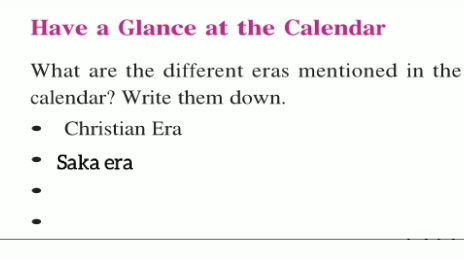 Have a Glance at the Calendar
What are the different eras mentioned in the
calendar? Write them down.
• Christian Era
• Saka era
•
•